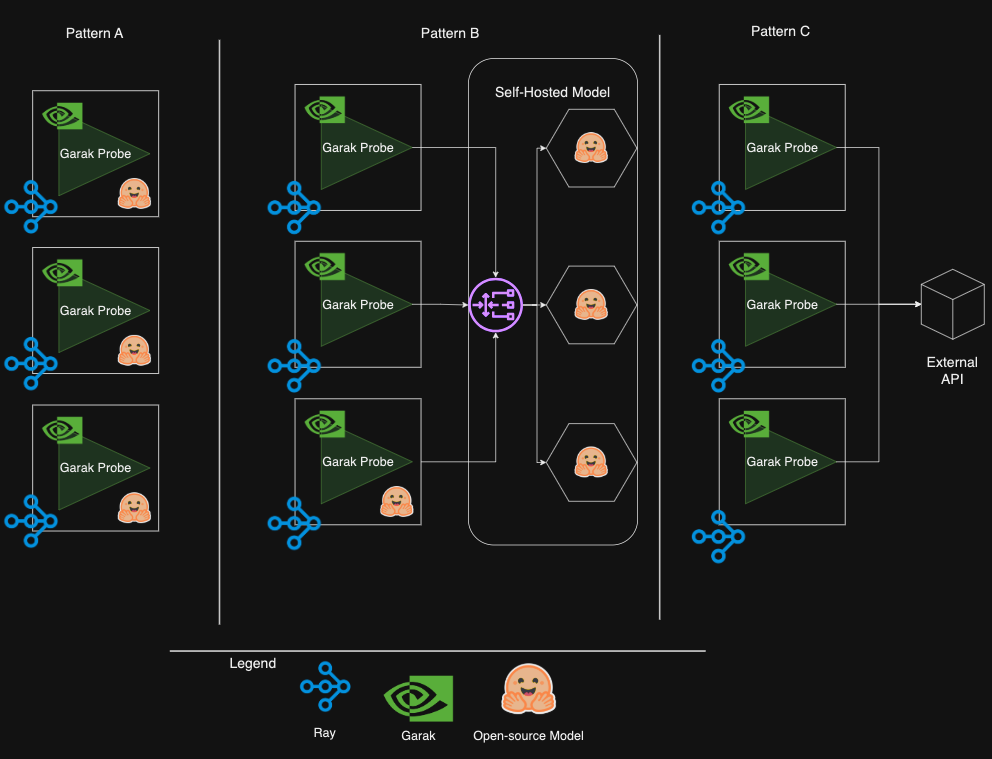 Pattern A
Pattern B
Pattern C
Self-Hosted Model
Garak Probe
Garak Probe
Garak Probe
Garak Probe
Garak Probe
Garak Probe
Garak Probe
Garak Probe
Garak Probe
External
API
Legend
Ray
Garak
Open-source Model